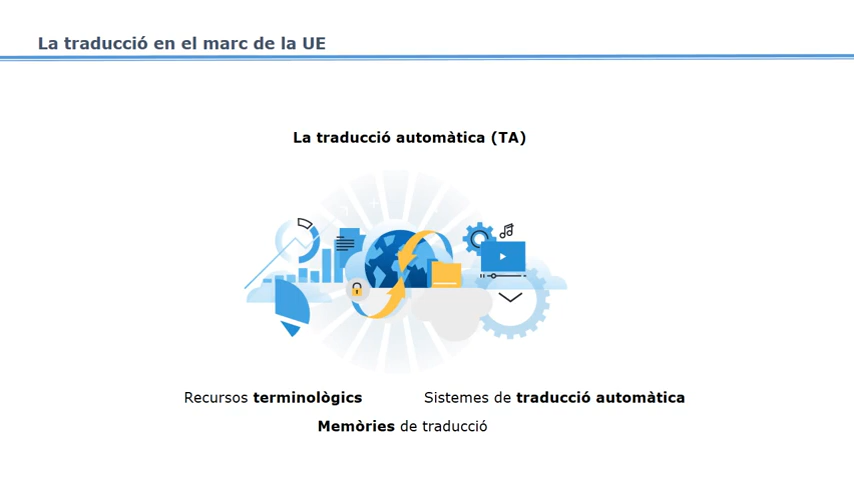 La traducció en el marc de la UE
La traducció automàtica (TA)
Recursos terminològics
Sistemes de traducció automàtica
Memòries de traducció